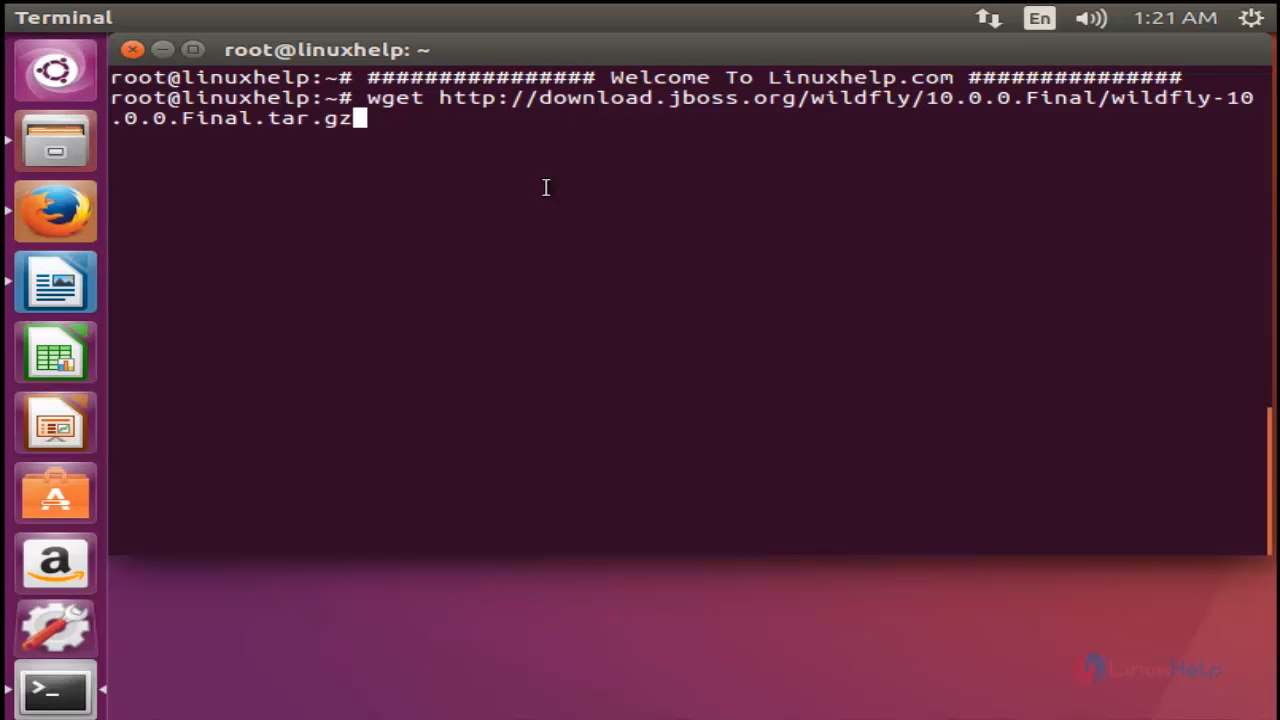 Terminal
En
1:21 AM
root@linuxhelp: ~
root@linuxhelp:~# ################ Welcome To Linuxhelp.com ###############
root@linuxhelp:~# wget http://download.jboss.org/wildfly/10.0.0.Final/wildfly-10
.0.0.Final.tar.gz
LinuxHelp